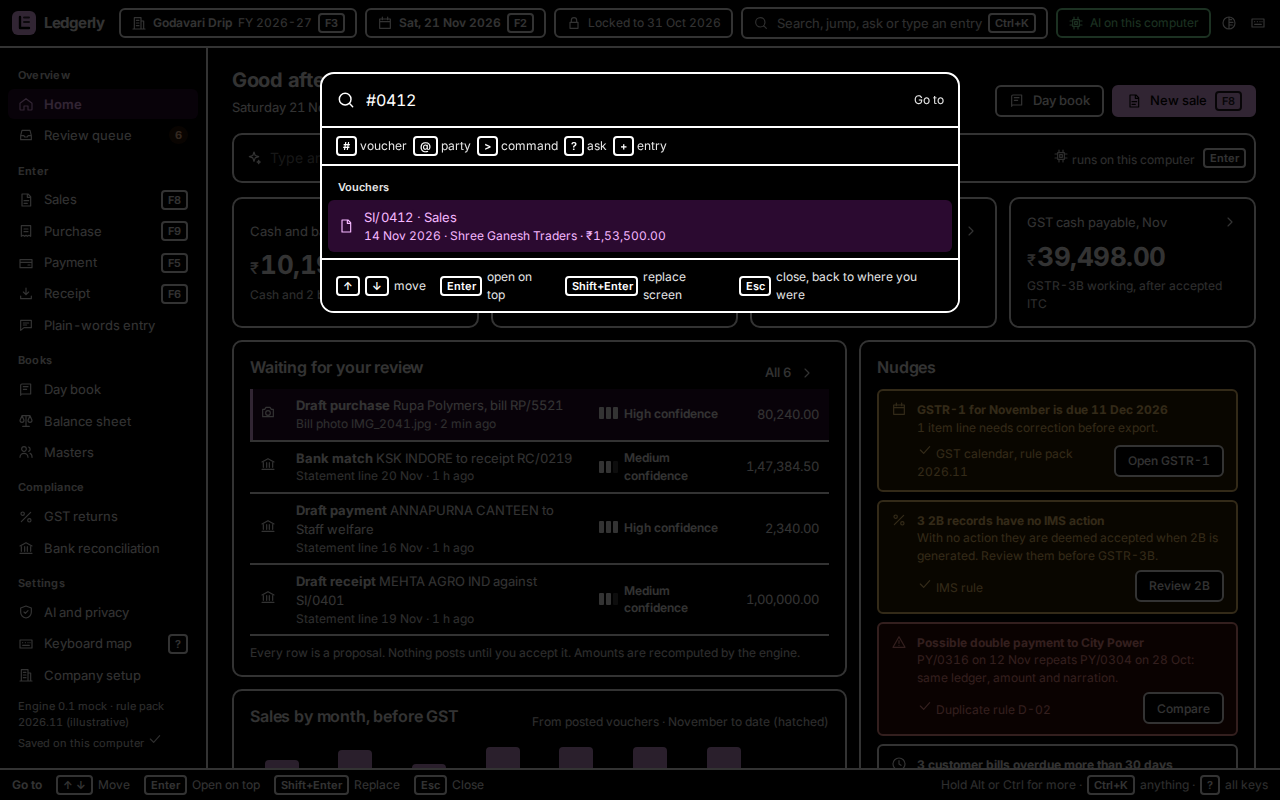 Ledgerly
Godavari Drip FY 2026-27 F3
Sat, 21 Nov 2026 F2
Locked to 31 Oct 2026
Search, jump, ask or type an entry Ctrl+K
AI on this computer
Overview
Home
Review queue 6
Enter
Sales F8
Purchase F9
Payment F5
Receipt F6
Plain-words entry
Books
Day book
Balance sheet
Masters
Compliance
GST returns
Bank reconciliation
Settings
AI and privacy
Keyboard map ?
Company setup
Engine 0.1 mock · rule pack
2026.11 (illustrative)
Saved on this computer
Good
Saturday 21
Day book
New sale F8
Type
runs on this computer Enter
#0412
Go to
# voucher @ party > command ? ask + entry
Vouchers
SI/0412 · Sales
14 Nov 2026 · Shree Ganesh Traders · ₹1,53,500.00
↑ ↓ move Enter open on top Shift+Enter replace screen Esc close, back to where you were
Cash and
Cash and 2
GST cash payable, Nov
₹39,498.00
GSTR-3B working, after accepted
ITC
Waiting for your review
All 6
Draft purchase Rupa Polymers, bill RP/5521
Bill photo IMG_2041.jpg · 2 min ago
High confidence
80,240.00
Bank match KSK INDORE to receipt RC/0219
Statement line 20 Nov · 1 h ago
Medium
confidence
1,47,384.50
Draft payment ANNAPURNA CANTEEN to
Staff welfare
Statement line 16 Nov · 1 h ago
High confidence
2,340.00
Draft receipt MEHTA AGRO IND against
SI/0401
Statement line 19 Nov · 1 h ago
Medium
confidence
1,00,000.00
Every row is a proposal. Nothing posts until you accept it. Amounts are recomputed by the engine.
Sales by month, before GST
From posted vouchers · November to date (hatched)
Nudges
GSTR-1 for November is due 11 Dec 2026
1 item line needs correction before export.
GST calendar, rule pack
2026.11
Open GSTR-1
3 2B records have no IMS action
With no action they are deemed accepted when 2B is
generated. Review them before GSTR-3B.
IMS rule
Review 2B
Possible double payment to City Power
PY/0316 on 12 Nov repeats PY/0304 on 28 Oct:
same ledger, amount and narration.
Duplicate rule D-02
Compare
3 customer bills overdue more than 30 days
Go to ↑ ↓ Move Enter Open on top Shift+Enter Replace Esc Close
Hold Alt or Ctrl for more · Ctrl+K anything · ? all keys